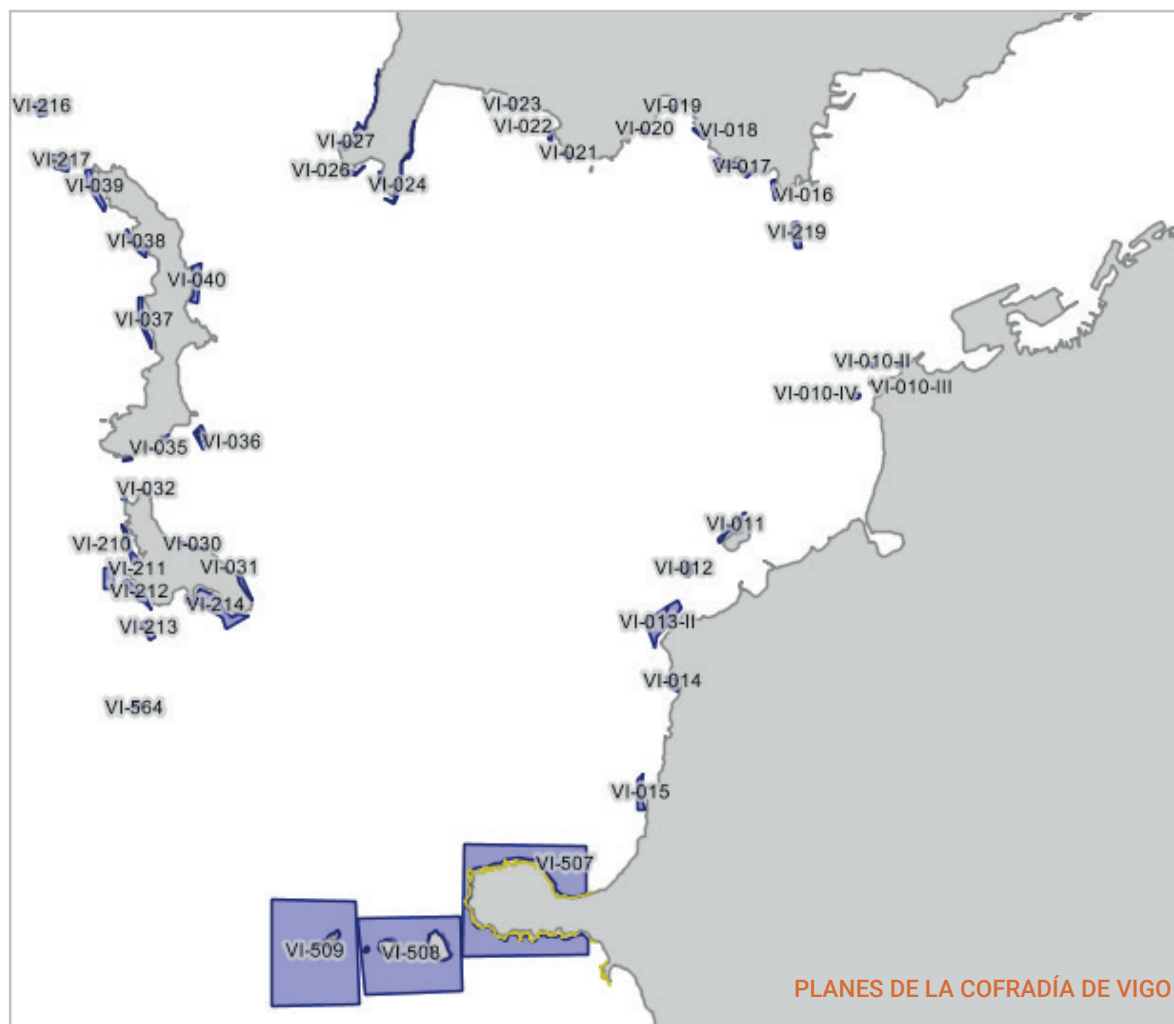 VI-216
VI-023
VI-019
VI-022
VI-020
VI-018
VI-027
VI-021
VI-217
VI-026
VI-017
VI-039
VI-024
VI-016
VI-038
VI-219
VI-040
VI-037
VI-010-II
VI-010-IV
VI-010-III
VI-035
VI-036
VI-032
VI-011
VI-210
VI-030
VI-211
VI-031
VI-012
VI-212
VI-214
VI-213
VI-013-II
VI-014
VI-564
VI-015
VI-507
VI-509
VI-508
PLANES DE LA COFRADÍA DE VIGO